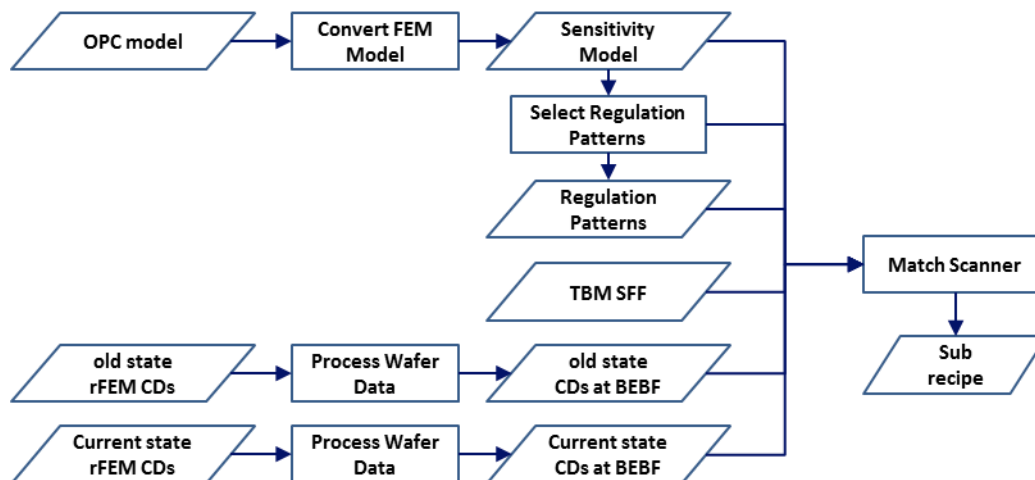 OPC model
Convert FEM
Model
Sensitivity
Model
Select Regulation
Patterns
Regulation
Patterns
TBM SFF
Match Scanner
Sub
recipe
old state
rFEM CDs
Process Wafer
Data
old state
CDs at BEBF
Current state
rFEM CDs
Process Wafer
Data
Current state
CDs at BEBF